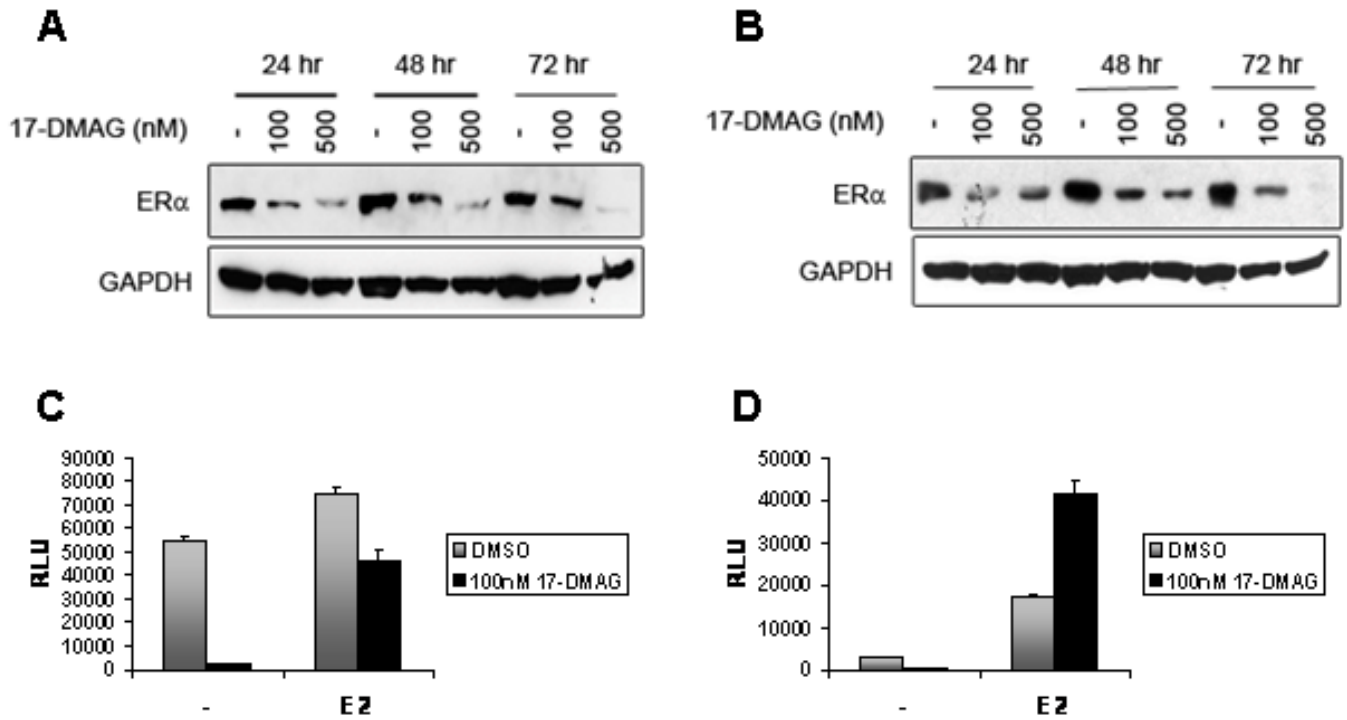 A
24 hr 48 hr 72 hr
17-DMAG (nM) - 100 500 - 100 500 - 100 500
ERα
GAPDH
B
24 hr 48 hr 72 hr
17-DMAG (nM) - 100 500 - 100 500 - 100 500
ERα
GAPDH
C
90000
80000
70000
60000
50000
40000
30000
20000
10000
0
RLU
- E2
DMSO
100nM 17-DMAG
D
50000
40000
30000
20000
10000
0
RLU
- E2
DMSO
100nM 17-DMAG